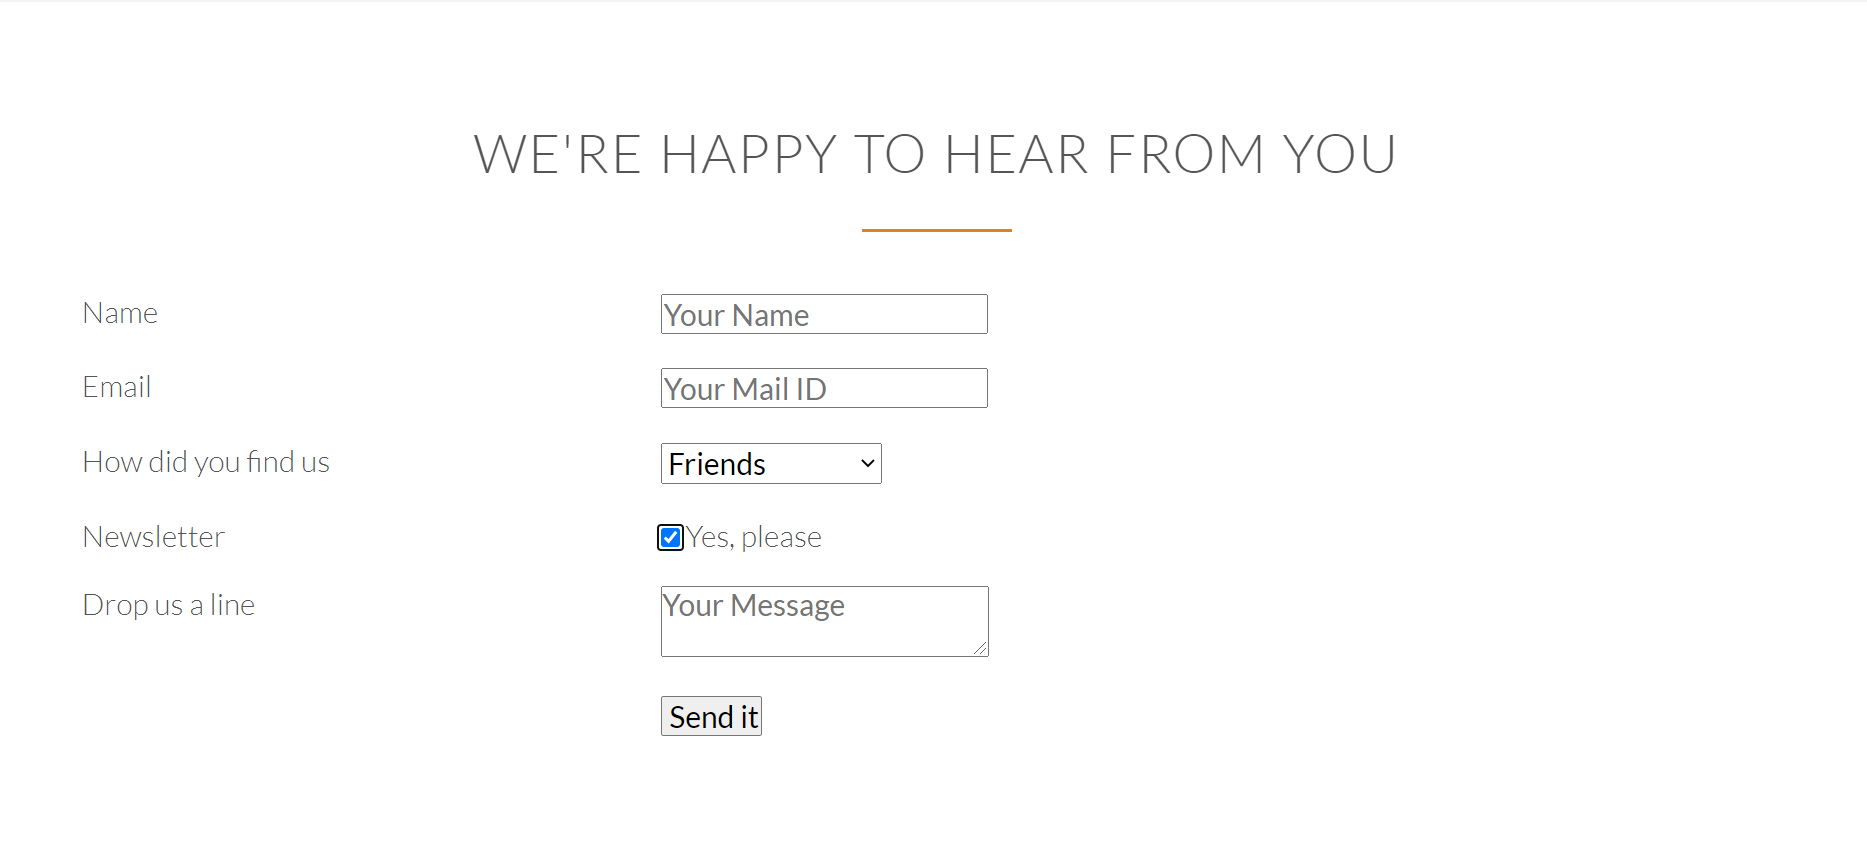 WE'RE HAPPY TO HEAR FROM YOU
Name Your Name
Email Your Mail ID
How did you find us Friends
Newsletter Yes, please
Drop us a line Your Message
Send it